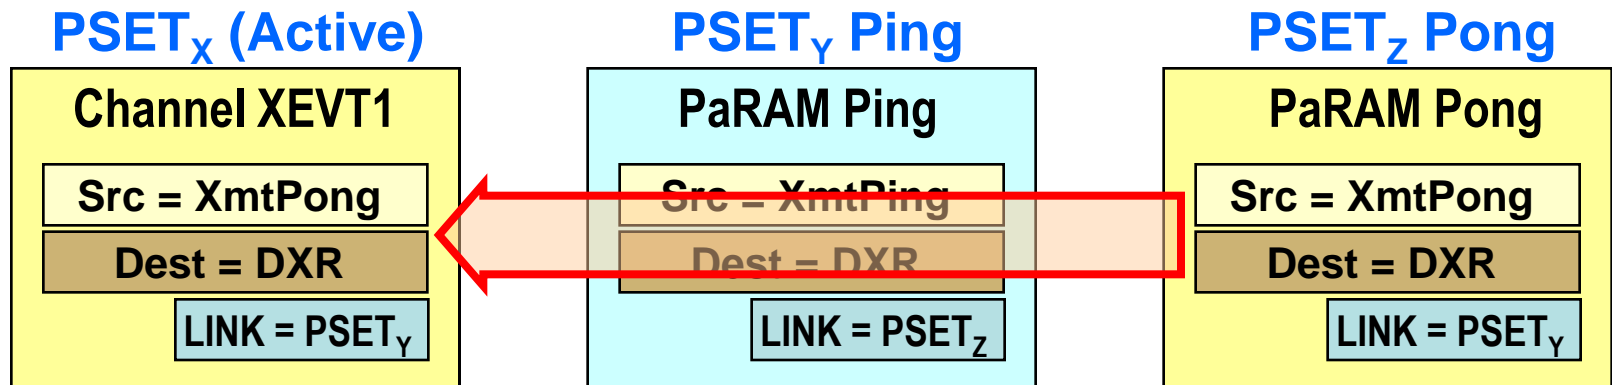 PSETX (Active)
Channel XEVT1
Src = XmtPong
Dest = DXR
LINK = PSETY
PSETY Ping
PaRAM Ping
Src = XmtPing
Dest = DXR
LINK = PSETZ
PSETZ Pong
PaRAM Pong
Src = XmtPong
Dest = DXR
LINK = PSETY